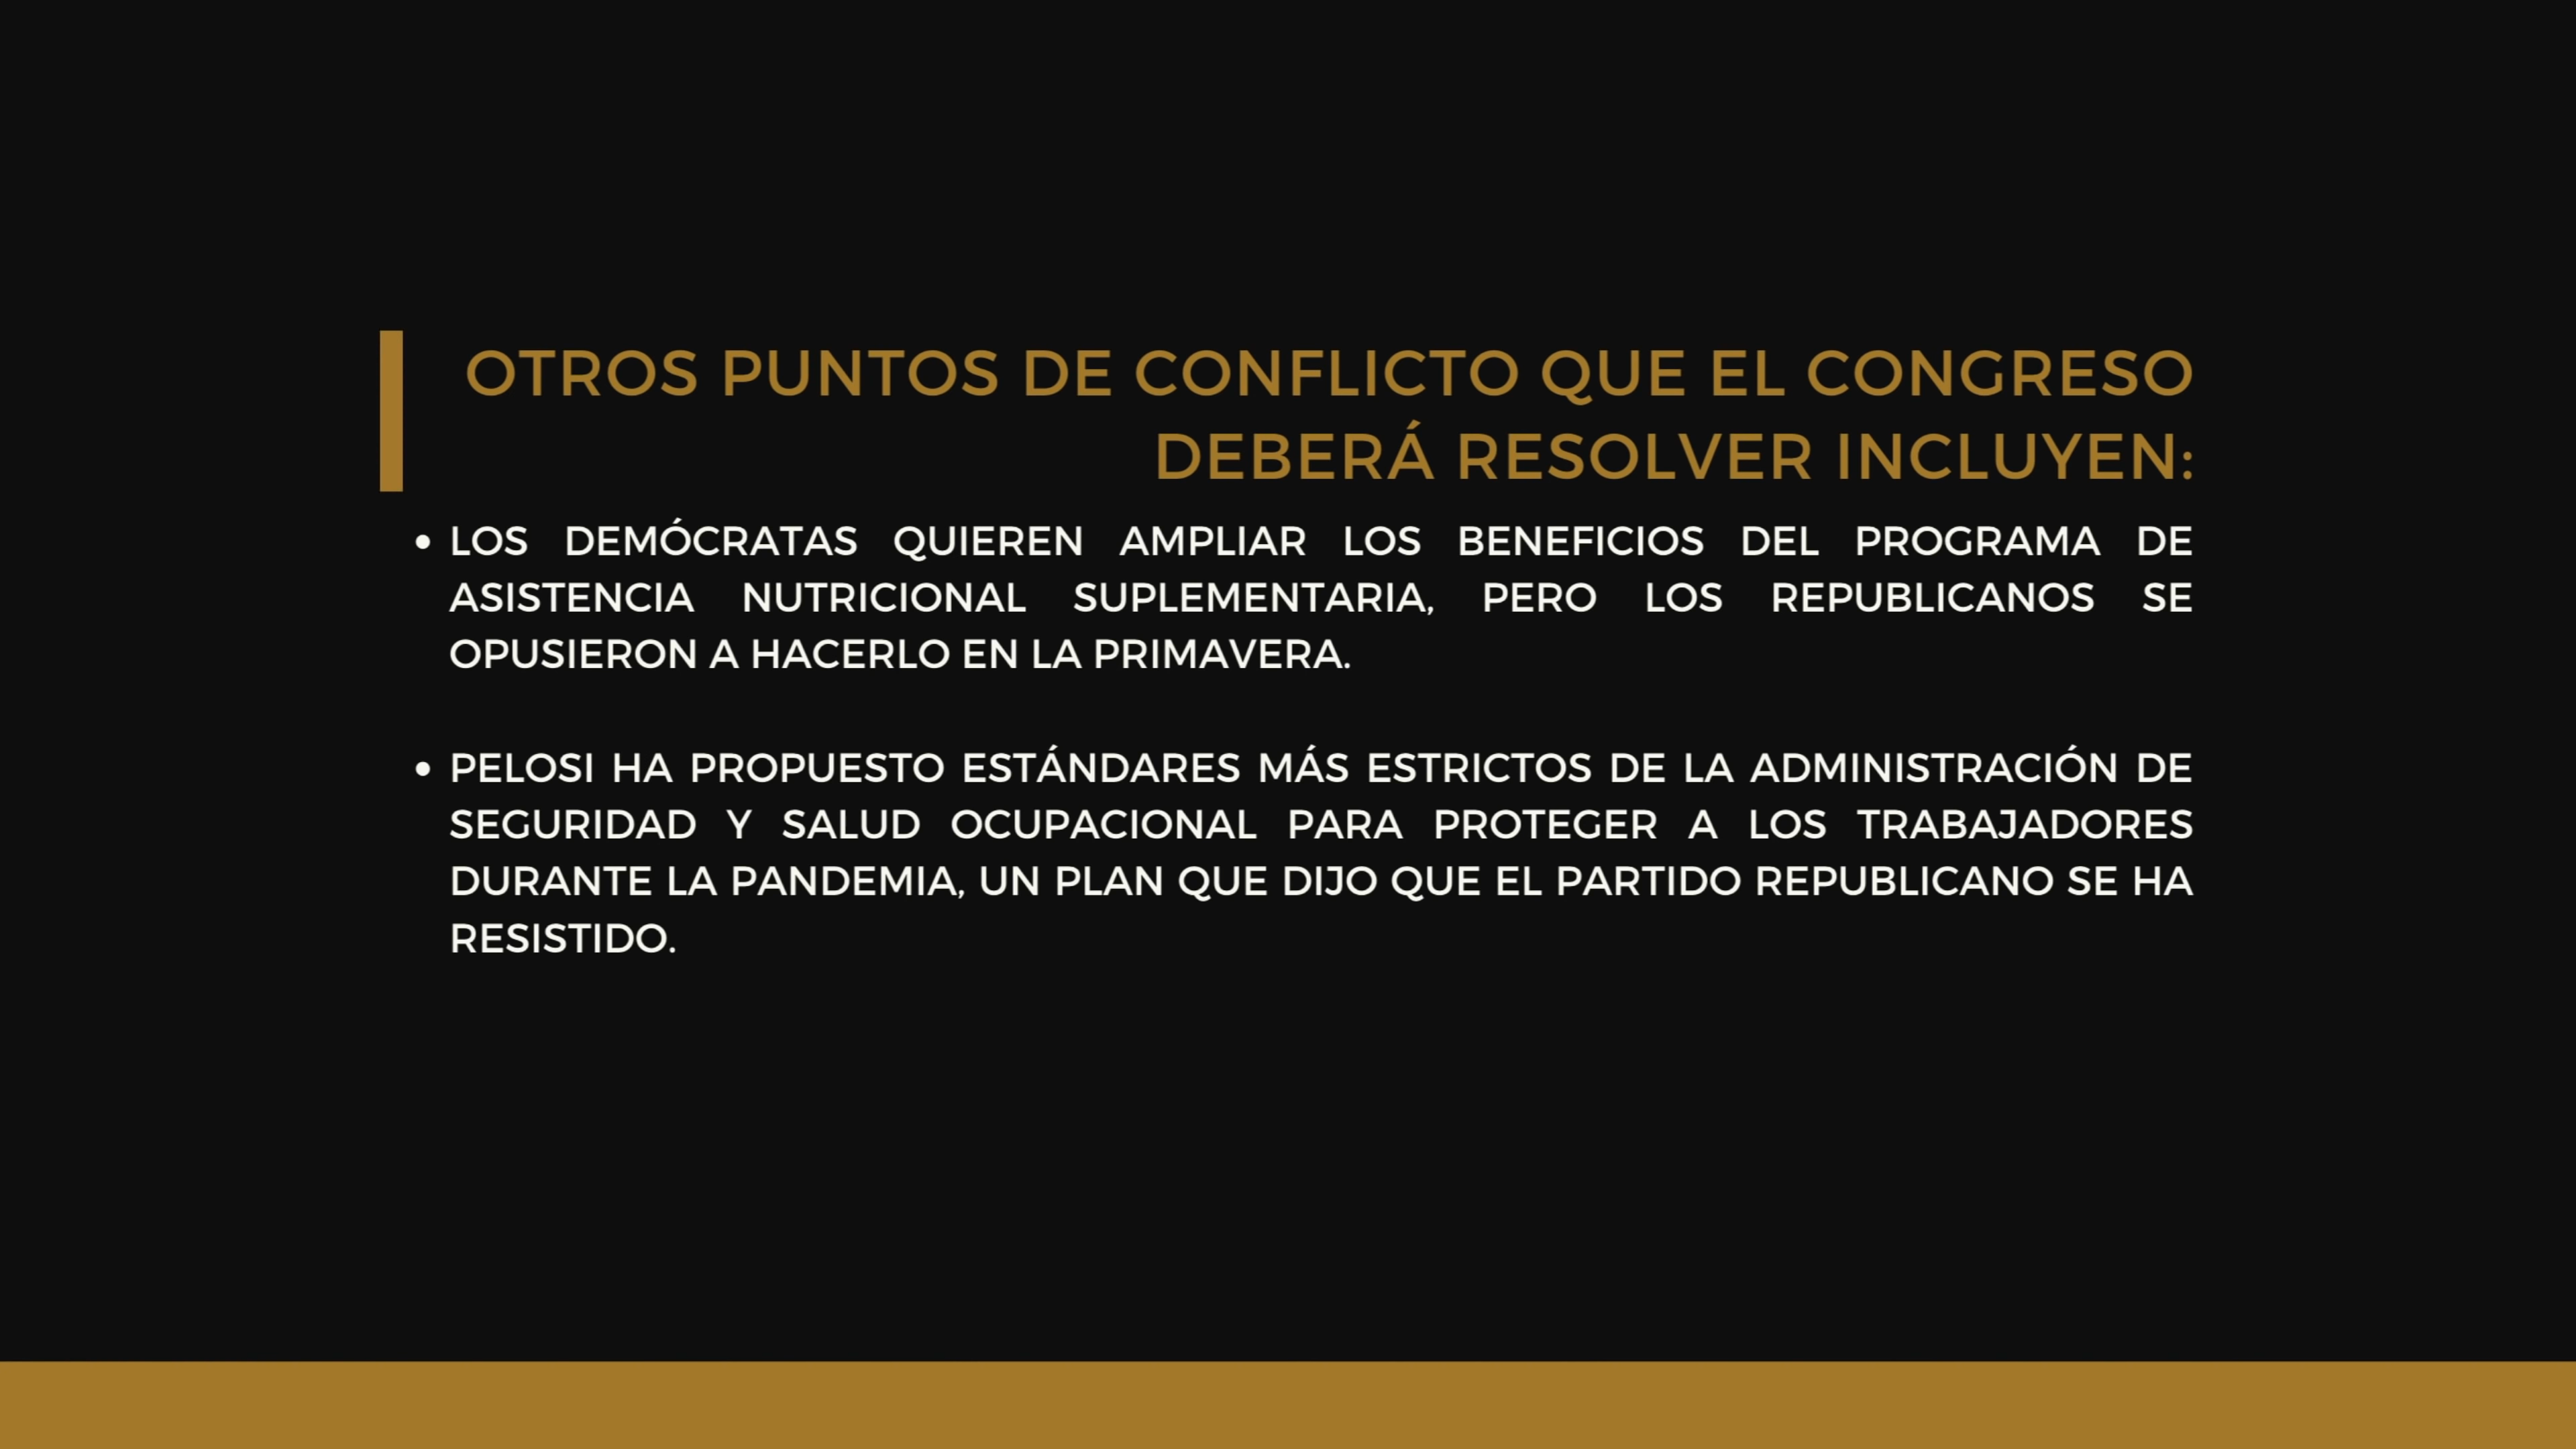 OTROS PUNTOS DE CONFLICTO QUE EL CONGRESO
DEBERÁ RESOLVER INCLUYEN:
• LOS DEMÓCRATAS QUIEREN AMPLIAR LOS BENEFICIOS DEL PROGRAMA DE
ASISTENCIA NUTRICIONAL SUPLEMENTARIA, PERO LOS REPUBLICANOS SE
OPUSIERON A HACERLO EN LA PRIMAVERA.
• PELOSI HA PROPUESTO ESTÁNDARES MÁS ESTRICTOS DE LA ADMINISTRACIÓN DE
SEGURIDAD Y SALUD OCUPACIONAL PARA PROTEGER A LOS TRABAJADORES
DURANTE LA PANDEMIA, UN PLAN QUE DIJO QUE EL PARTIDO REPUBLICANO SE HA
RESISTIDO.